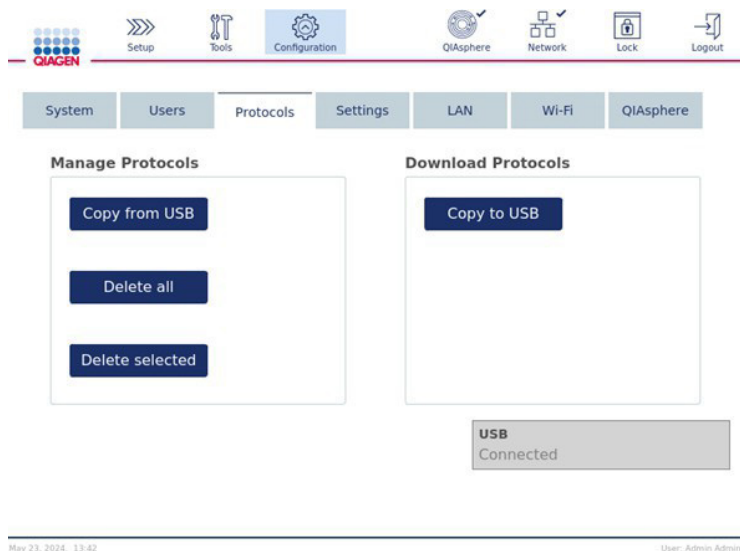 QIAGEN
Setup
Tools
Configuration
QIAsphere
Network
Lock
Logout
System
Users
Protocols
Settings
LAN
Wi-Fi
QIAsphere
Manage Protocols
Download Protocols
Copy from USB
Copy to USB
Delete all
Delete selected
USB
Connected
May 23, 2024, 13:42
User: Admin Admin